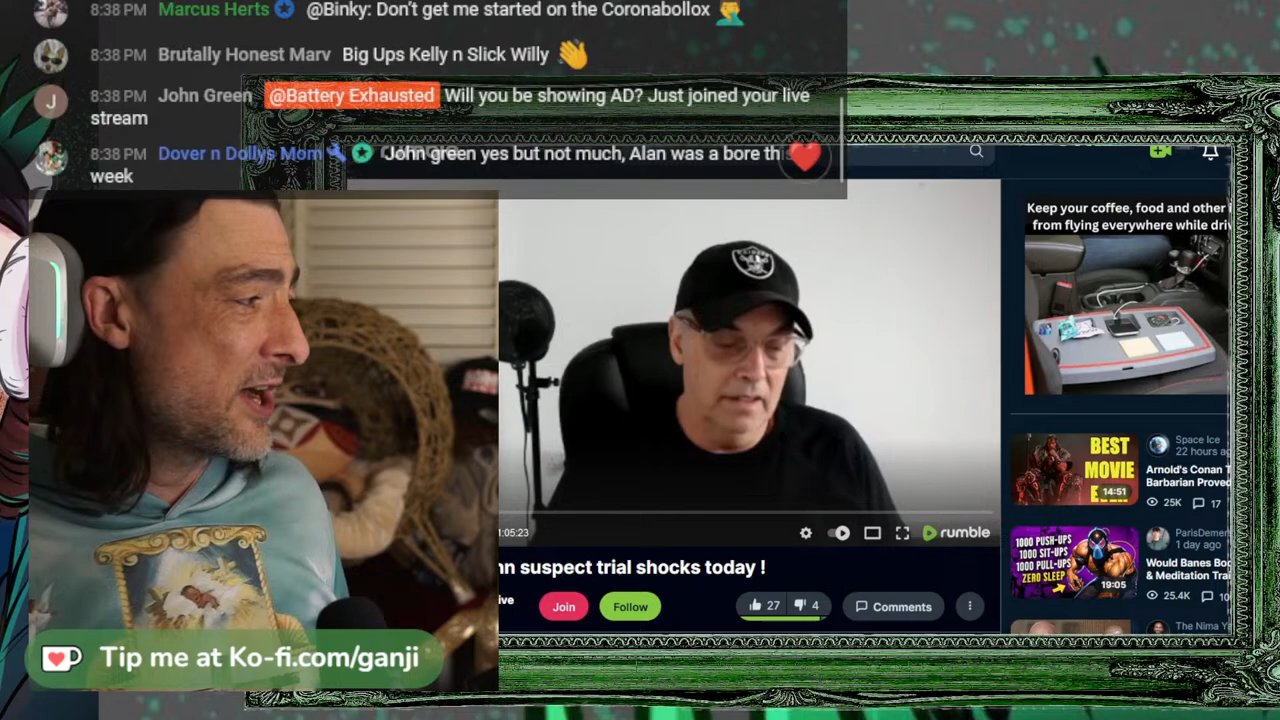 8:38 PM Marcus Herts @Binky: Don't get me started on the Coronabollox
8:38 PM Brutally Honest Marv Big Ups Kelly n Slick Willy
J 8:38 PM John Green @Battery Exhausted Will you be showing AD? Just joined your live
stream
8:38 PM Dover n Dollys Mom John green yes but not much, Alan was a bore this
week
Keep your coffee, food and other
from flying everywhere while
RAIDERS
BEST
MOVIE
14:51
Space Ice
22 hours
Arnold's Conan
Barbarian Proved
25K 17
1:05:23
rumble
1000 PUSH-UPS
1000 SIT-UPS
1000 PULL-UPS
ZERO SLEEP
19:05
1 day ago
Would Banes
& Meditation
25.4K
suspect trial shocks today !
Join
Follow
27 4
Comments
The Nima
Tip me at Ko-fi.com/ganji